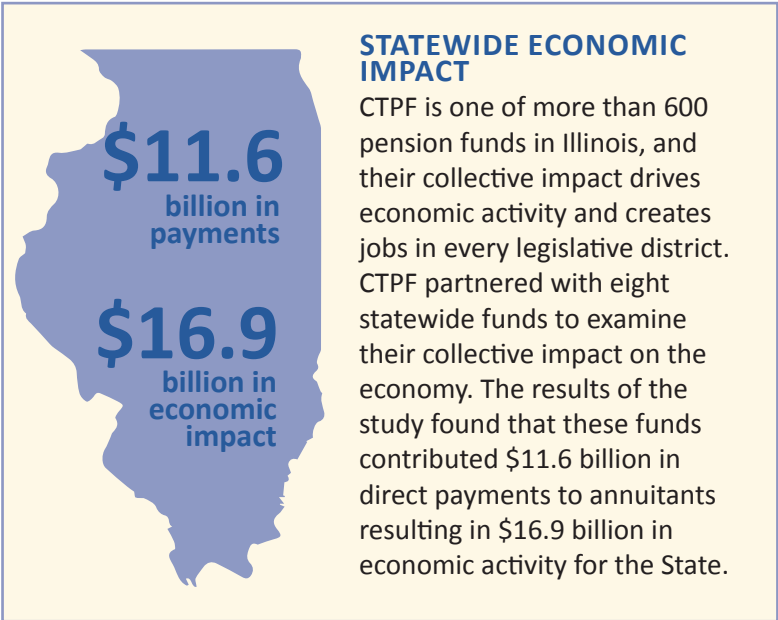 $11.6
billion in
payments
$16.9
billion in
economic
impact
STATEWIDE ECONOMIC
IMPACT
CTPF is one of more than 600
pension funds in Illinois, and
their collective impact drives
economic activity and creates
jobs in every legislative district.
CTPF partnered with eight
statewide funds to examine
their collective impact on the
economy. The results of the
study found that these funds
contributed $11.6 billion in
direct payments to annuitants
resulting in $16.9 billion in
economic activity for the State.